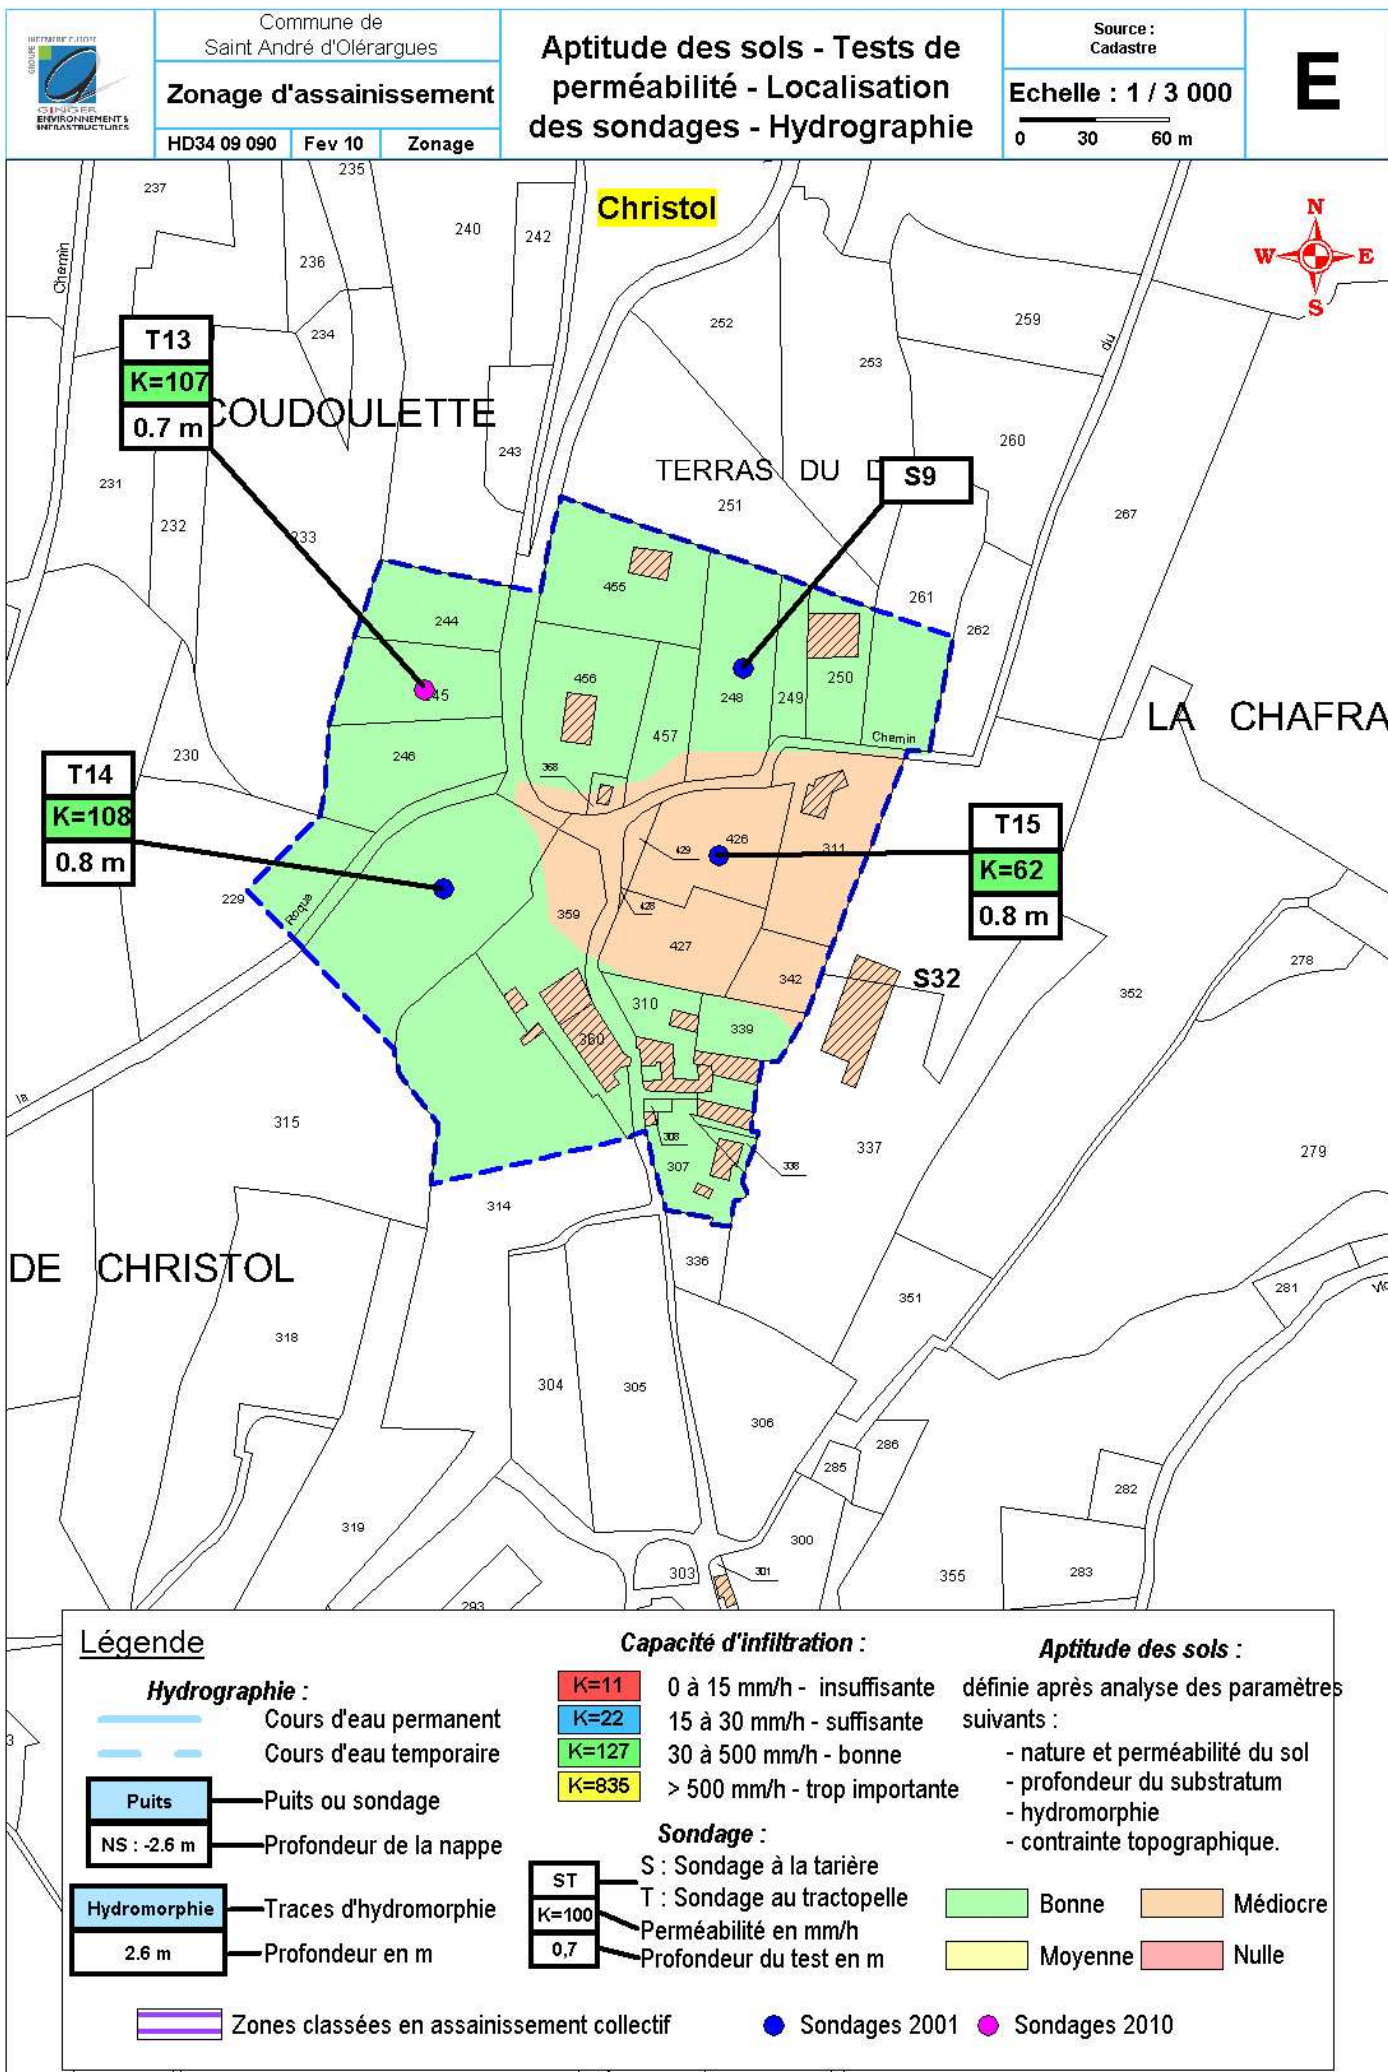 INGENIERIE EUROPE
GROUPE
GINGER
ENVIRONNEMENTS
INFRASTRUCTURES
Commune de
Saint André d'Olérargues
Zonage d'assainissement
HD34 09 090
Fev 10
Zonage
Aptitude des sols - Tests de
perméabilité - Localisation
des sondages - Hydrographie
Source :
Cadastre
Echelle : 1 / 3 000
0 30 60 m
E
Christol
N
W E
S
237
235
240
242
236
234
Chemin
252
259
253
du
T13
K=107
0.7 m
COUDOULETTE
243
260
TERRAS DU D
S9
231
232
233
251
267
455
261
262
244
245
456
248
249
250
457
Chemin
LA CHAFRA
230
246
368
T14
K=108
0.8 m
T15
K=62
0.8 m
426
429
311
229
Roque
359
428
427
342
S32
278
352
310
339
360
la
315
308
307
338
337
279
314
DE CHRISTOL
336
351
281
318
304
305
306
286
285
282
319
300
303
301
355
283
293
Légende
Hydrographie :
Cours d'eau permanent
Cours d'eau temporaire
Puits
Puits ou sondage
NS : -2.6 m
Profondeur de la nappe
Hydromorphie
Traces d'hydromorphie
2.6 m
Profondeur en m
Capacité d'infiltration :
K=11 0 à 15 mm/h - insuffisante
K=22 15 à 30 mm/h - suffisante
K=127 30 à 500 mm/h - bonne
K=835 > 500 mm/h - trop importante
Sondage :
ST
K=100
0,7
S : Sondage à la tarière
T : Sondage au tractopelle
Perméabilité en mm/h
Profondeur du test en m
Aptitude des sols :
définie après analyse des paramètres
suivants :
- nature et perméabilité du sol
- profondeur du substratum
- hydromorphie
- contrainte topographique.
Bonne
Médiocre
Moyenne
Nulle
Zones classées en assainissement collectif
Sondages 2001
Sondages 2010